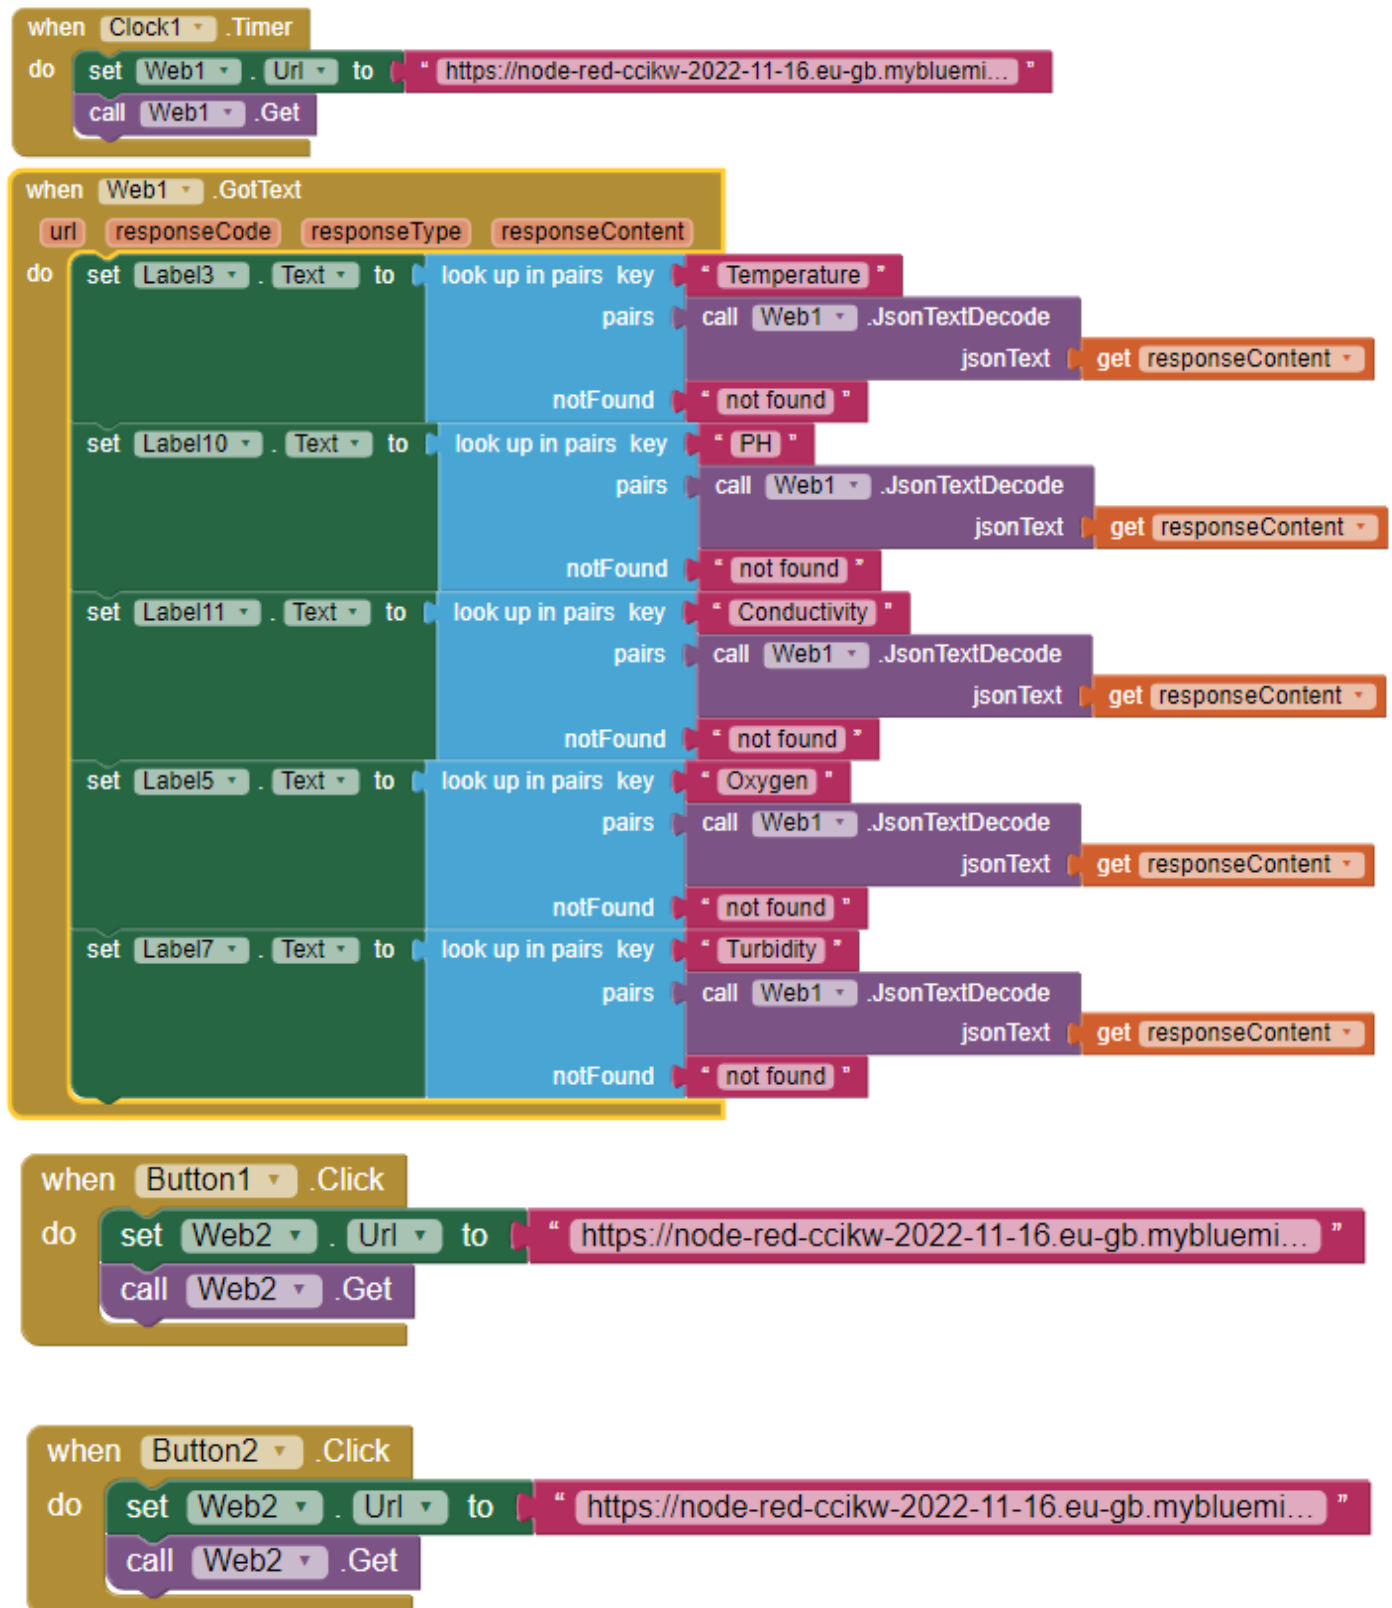 when Clock1 .Timer
do set Web1 . Url to " https://node-red-ccikw-2022-11-16.eu-gb.mybluemi... "
call Web1 .Get
when Web1 .GotText
url responseCode responseType responseContent
do set Label3 . Text to look up in pairs key " Temperature "
pairs call Web1 .JsonTextDecode
jsonText get responseContent
notFound " not found "
set Label10 . Text to look up in pairs key " PH "
pairs call Web1 .JsonTextDecode
jsonText get responseContent
notFound " not found "
set Label11 . Text to look up in pairs key " Conductivity "
pairs call Web1 .JsonTextDecode
jsonText get responseContent
notFound " not found "
set Label5 . Text to look up in pairs key " Oxygen "
pairs call Web1 .JsonTextDecode
jsonText get responseContent
notFound " not found "
set Label7 . Text to look up in pairs key " Turbidity "
pairs call Web1 .JsonTextDecode
jsonText get responseContent
notFound " not found "
when Button1 .Click
do set Web2 . Url to " https://node-red-ccikw-2022-11-16.eu-gb.mybluemi... "
call Web2 .Get
when Button2 .Click
do set Web2 . Url to " https://node-red-ccikw-2022-11-16.eu-gb.mybluemi... "
call Web2 .Get